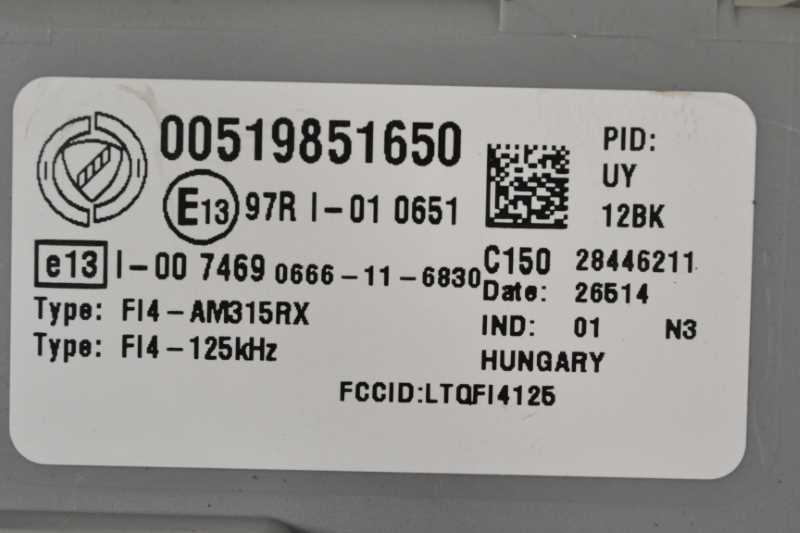 00519851650
PID:
UY
12BK
E13 97R I-01 0651
e13 I-00 7469 0666-11-6830
C150 28446211
Date: 26514
Type: FI4-AM315RX
IND: 01 N3
Type: FI4-125kHz
HUNGARY
FCCID:LTQFI4125